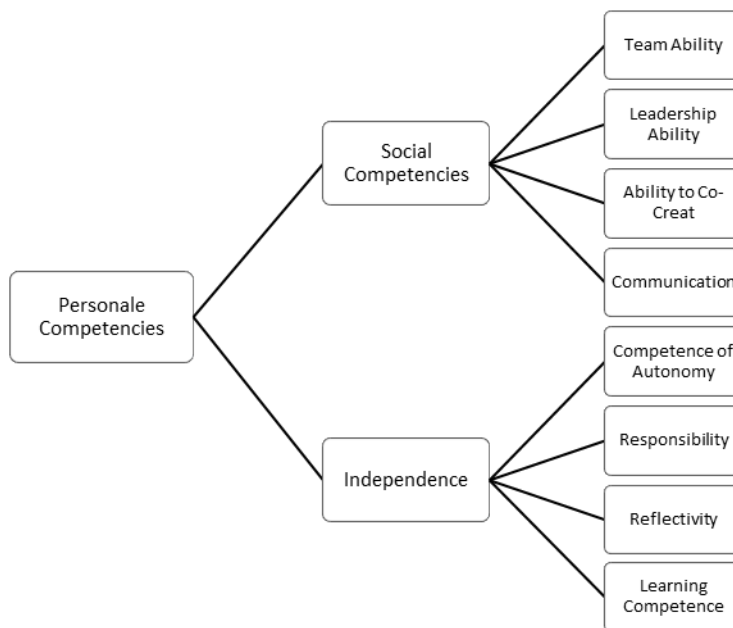 Team Ability
Leadership
Ability
Social
Competencies
Ability to Co-
Creat
Communication
Personale
Competencies
Competence of
Autonomy
Responsibility
Independence
Reflectivity
Learning
Competence